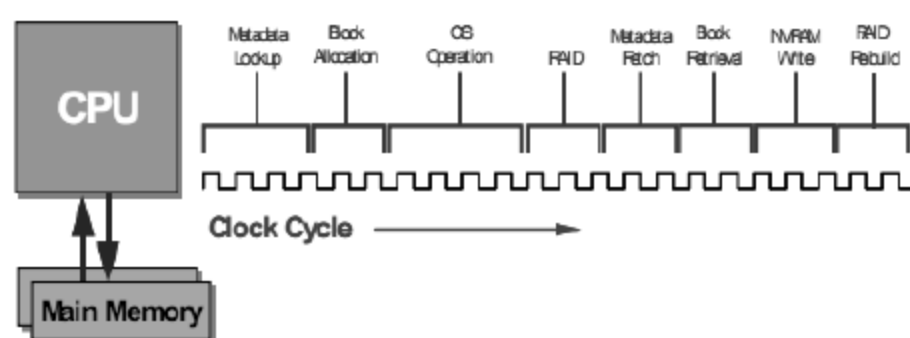 Metadata Lookup
Block Allocation
OS Operation
RAID
Metadata Fetch
Block Retrieval
NVRAM Write
RAID Rebuild
CPU
Clock Cycle
Main Memory